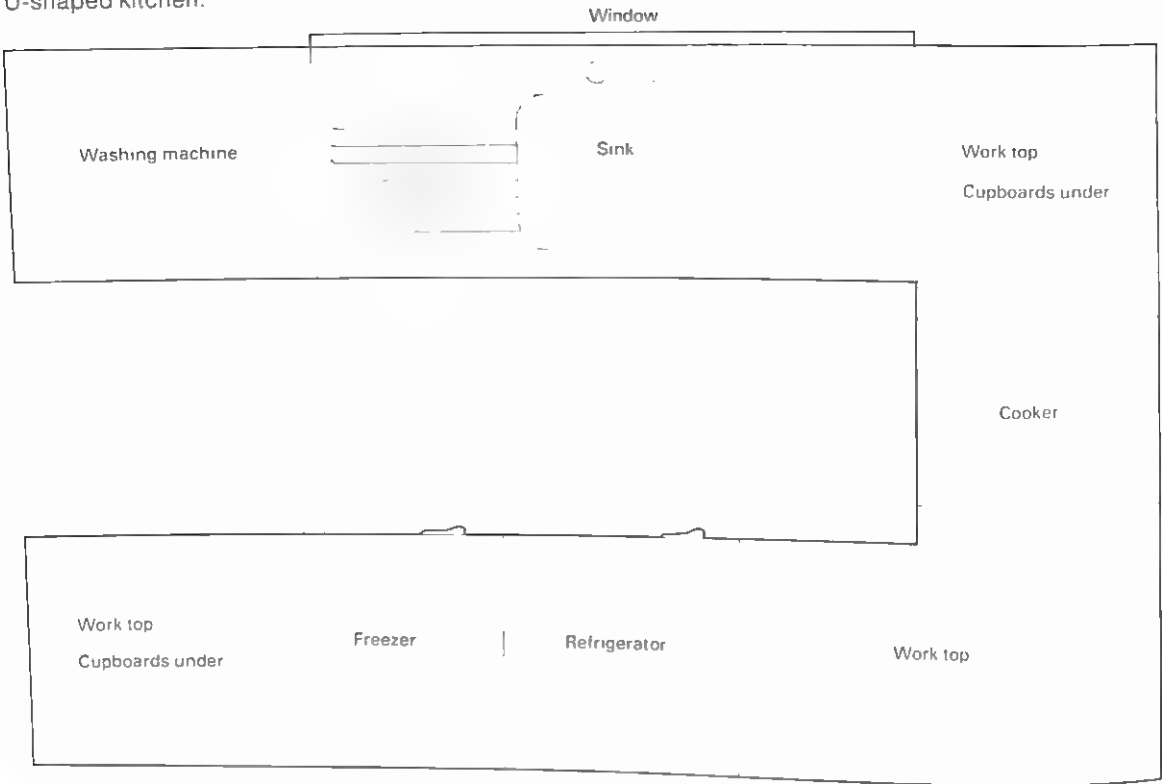 U-shaped kitchen.
Window
Washing machine
Sink
Work top
Cupboards under
Cooker
Work top
Cupboards under
Freezer
Refrigerator
Work top